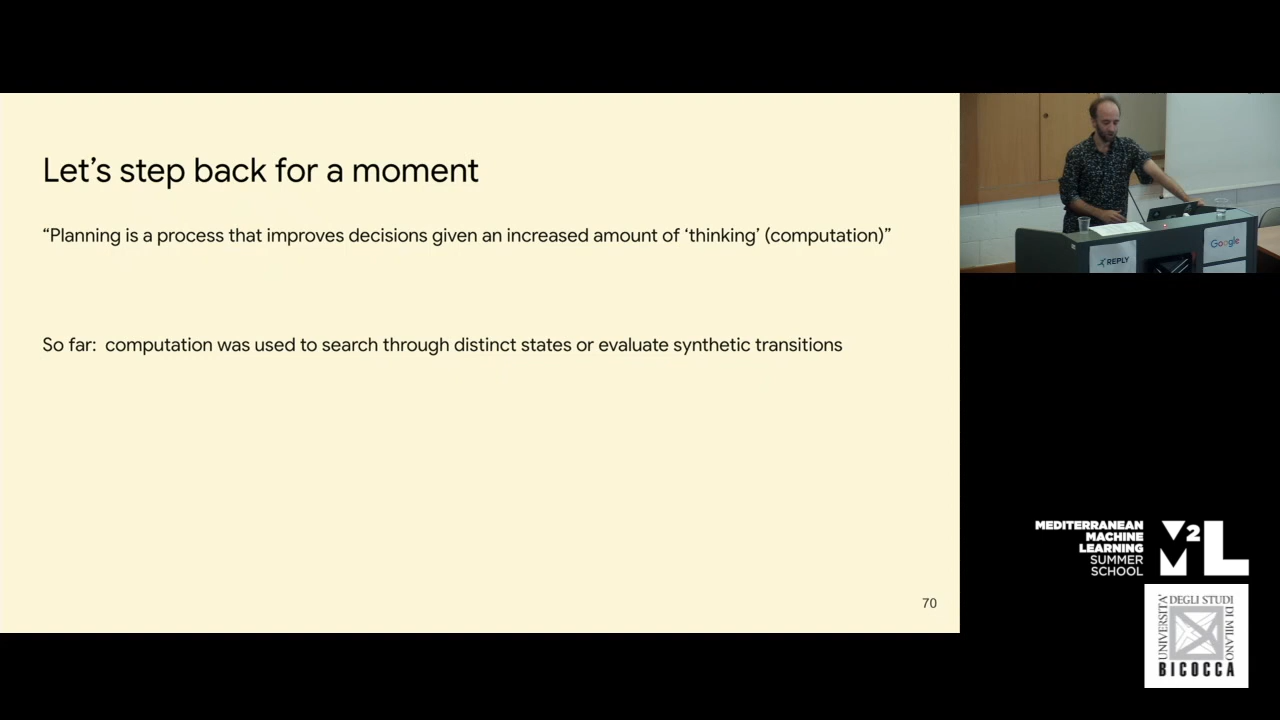 Let's step back for a moment
“Planning is a process that improves decisions given an increased amount of ‘thinking’ (computation)”
So far: computation was used to search through distinct states or evaluate synthetic transitions
70
REPLY
Google
MEDITERRANEAN
MACHINE
LEARNING
SUMMER
SCHOOL
M2L
UNIVERSITA'
DEGLI STUDI
DI MILANO
BICOCCA